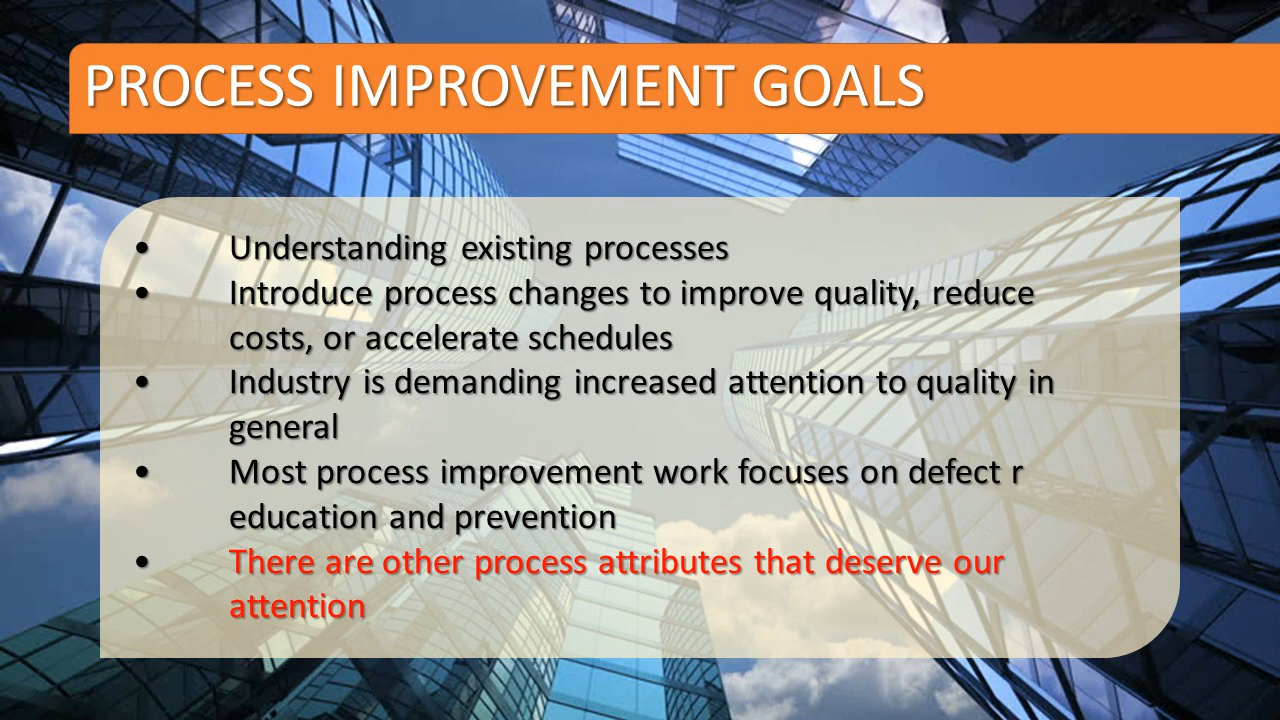 PROCESS IMPROVEMENT GOALS
• Understanding existing processes
• Introduce process changes to improve quality, reduce
costs, or accelerate schedules
• Industry is demanding increased attention to quality in
general
• Most process improvement work focuses on defect r
education and prevention
• There are other process attributes that deserve our
attention